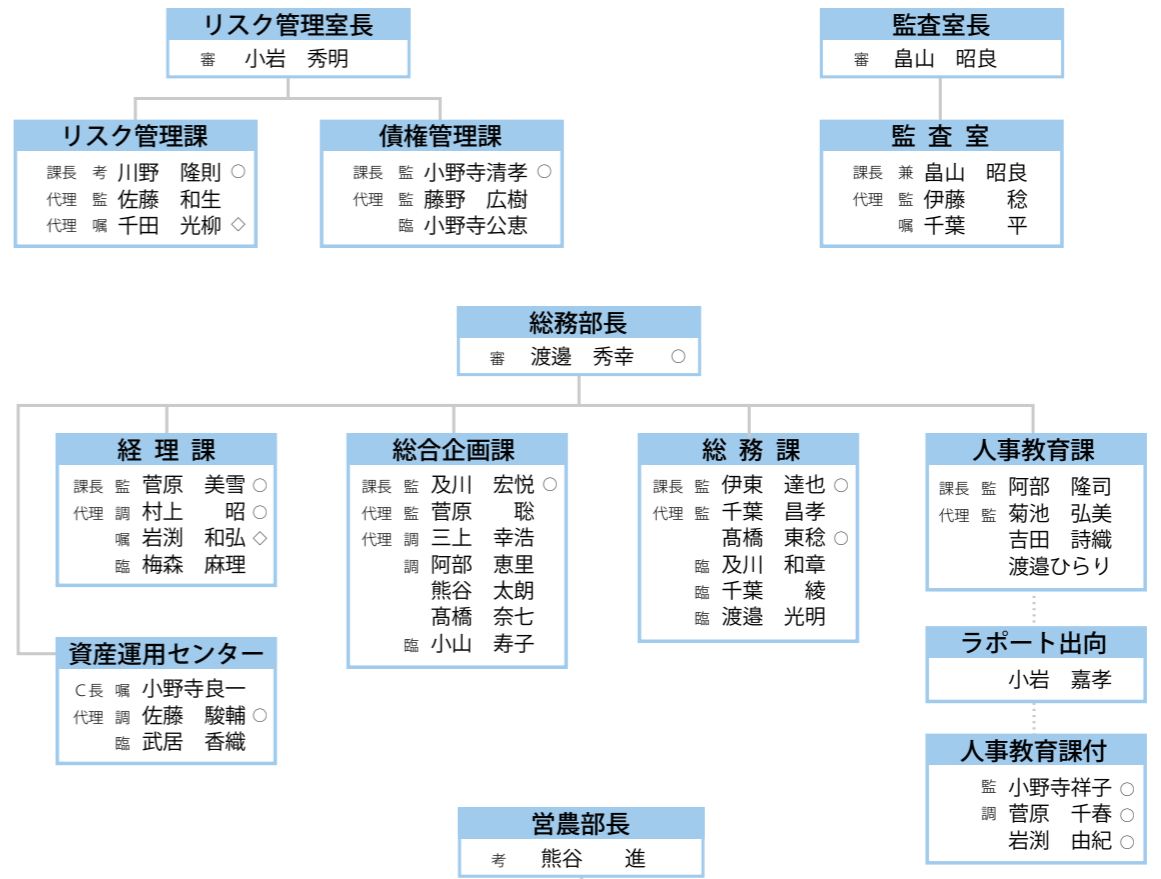 リスク管理室長
審 小岩　秀明
監査室長
審 畠山　昭良
リスク管理課
課長 考 川野　隆則 ○
代理 監 佐藤　和生
代理 嘱 千田　光柳 ◇
債権管理課
課長 監 小野寺清孝 ○
代理 監 藤野　広樹
臨 小野寺公恵
監 査 室
課長 兼 畠山　昭良
代理 監 伊藤　　稔
嘱 千葉　　平
総務部長
審 渡邊　秀幸 ○
経 理 課
課長 監 菅原　美雪 ○
代理 調 村上　　昭 ○
嘱 岩渕　和弘 ◇
臨 梅森　麻理
総合企画課
課長 監 及川　宏悦 ○
代理 監 菅原　　聡
代理 調 三上　幸浩
調 阿部　恵里
熊谷　太朗
髙橋　奈七
臨 小山　寿子
総 務 課
課長 監 伊東　達也 ○
代理 監 千葉　昌孝
髙橋　東稔 ○
臨 及川　和章
臨 千葉　　綾
臨 渡邉　光明
人事教育課
課長 監 阿部　隆司
代理 監 菊池　弘美
吉田　詩織
渡邉ひらり
資産運用センター
C長 嘱 小野寺良一
代理 調 佐藤　駿輔 ○
臨 武居　香織
ラポート出向
小岩　嘉孝
人事教育課付
監 小野寺祥子 ○
調 菅原　千春 ○
岩渕　由紀 ○
営農部長
考 熊谷　　進